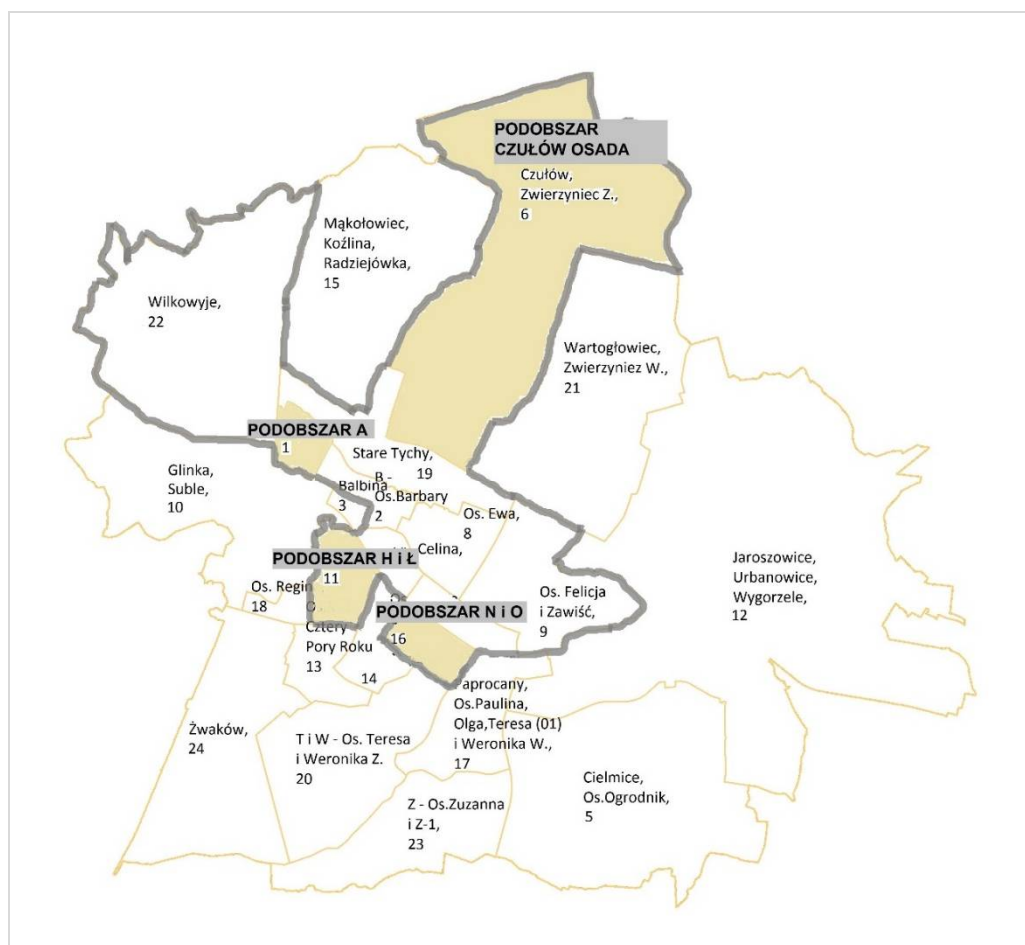 PODOBSZAR
CZUŁÓW OSADA
Czułów,
Zwierzyniec Z.,
6
Mąkołowiec,
Koźlina,
Radziejówka,
15
Wilkowyje,
22
Wartogłowiec,
Zwierzyniez W.,
21
PODOBSZAR A
1
Stare Tychy,
19
Glinka,
Suble,
10
Balbina
3
B -
Os.Barbary
2
Os. Ewa,
8
Celina,
PODOBSZAR H i Ł
11
Jaroszowice,
Urbanowice,
Wygorzele,
12
Os. Regin
18
Os. Felicja
i Zawiść,
9
PODOBSZAR N i O
16
Cztery
Pory Roku
13
14
Paprocany,
Os.Paulina,
Olga,Teresa (01)
i Weronika W.,
17
Żwaków,
24
T i W - Os. Teresa
i Weronika Z.
20
Cielmice,
Os.Ogrodnik,
5
Z - Os.Zuzanna
i Z-1,
23